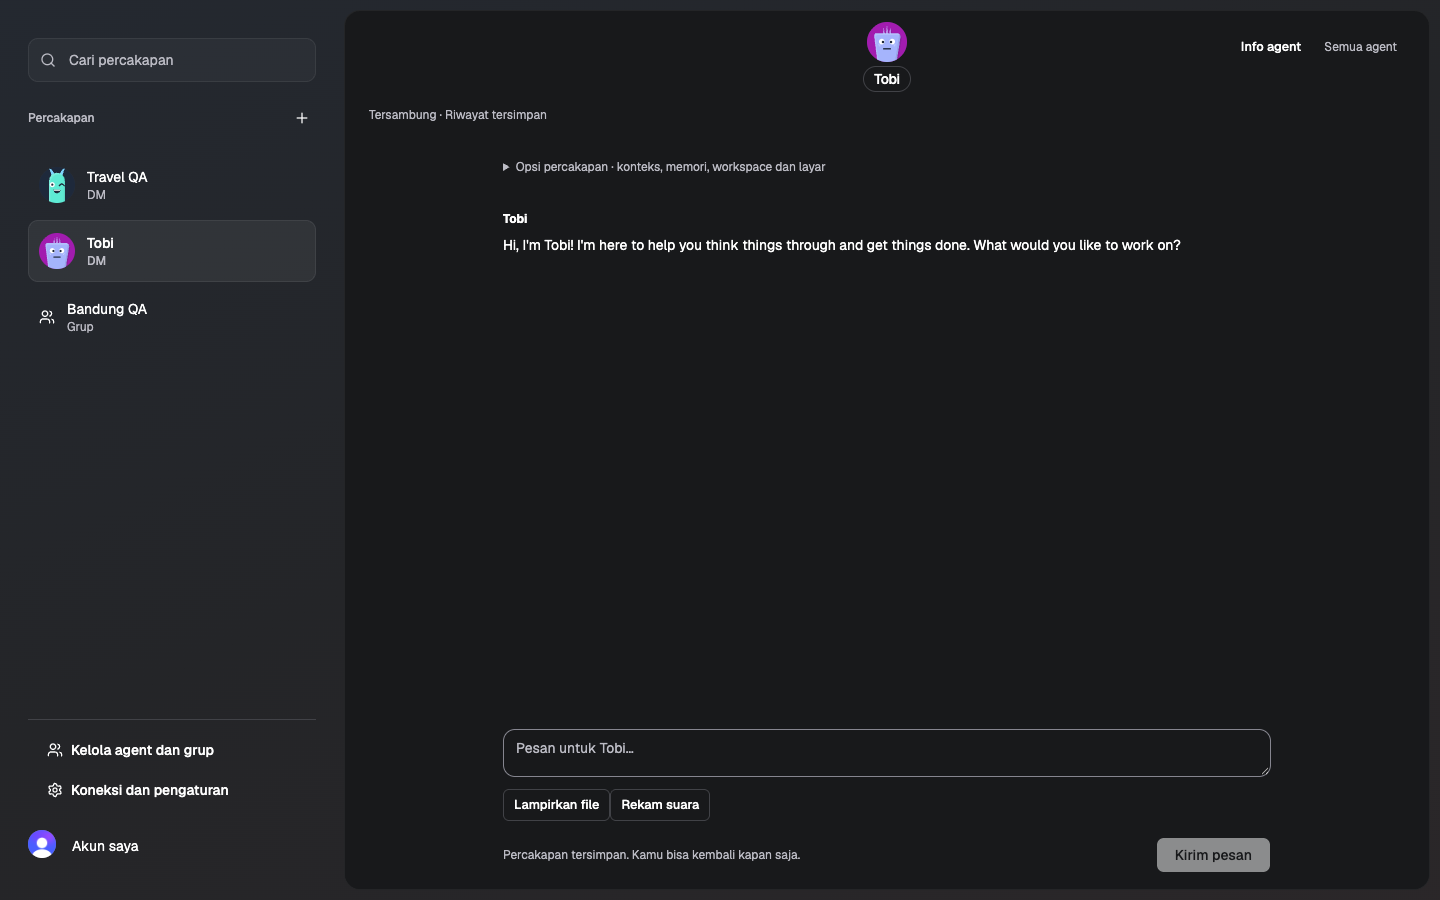 Cari percakapan
Percakapan
Travel QA
DM
Tobi
DM
Bandung QA
Grup
Kelola agent dan grup
Koneksi dan pengaturan
Akun saya
Tobi
Info agent
Semua agent
Tersambung · Riwayat tersimpan
Opsi percakapan · konteks, memori, workspace dan layar
Tobi
Hi, I'm Tobi! I'm here to help you think things through and get things done. What would you like to work on?
Pesan untuk Tobi...
Lampirkan file
Rekam suara
Percakapan tersimpan. Kamu bisa kembali kapan saja.
Kirim pesan